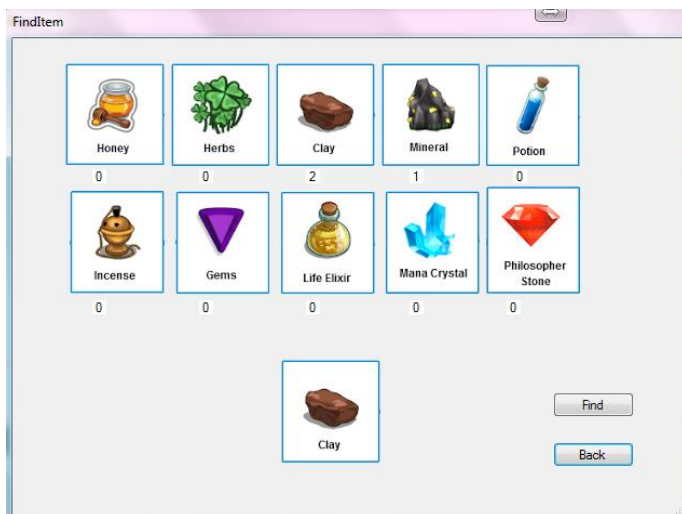 FindItem
Honey Herbs Clay Mineral Potion
0 0 2 1 0
Incense Gems Life Elixir Mana Crystal Philosopher
Stone
0 0 0 0 0
Clay
Find
Back